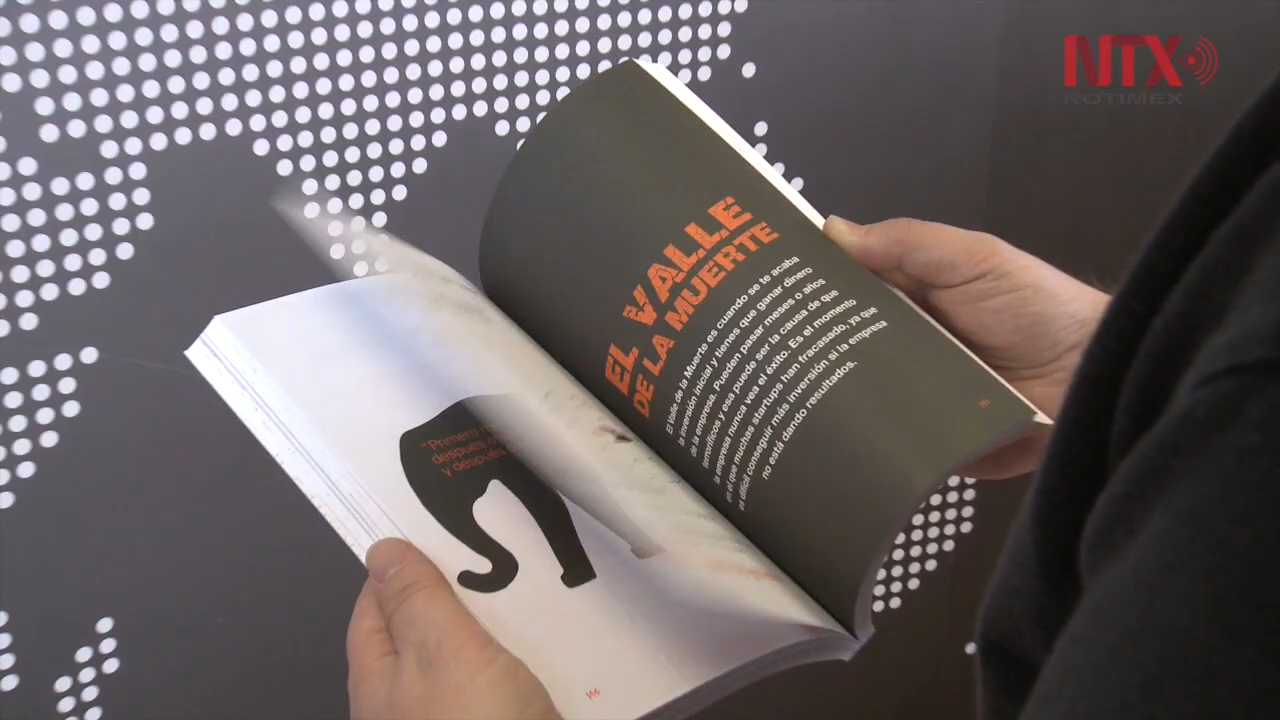 NTX
NOTIMEX
EL VALLE
DE LA MUERTE
El Valle de la Muerte es cuando se te acaba
la inversión inicial y tienes que ganar dinero
de la empresa. Pueden pasar meses o años
terroríficos y esa puede ser la causa de que
la empresa nunca vea el éxito. Es el momento
en el que muchas startups han fracasado, ya que
es difícil conseguir más inversión si la empresa
no está dando resultados.
"Primero
después
y después